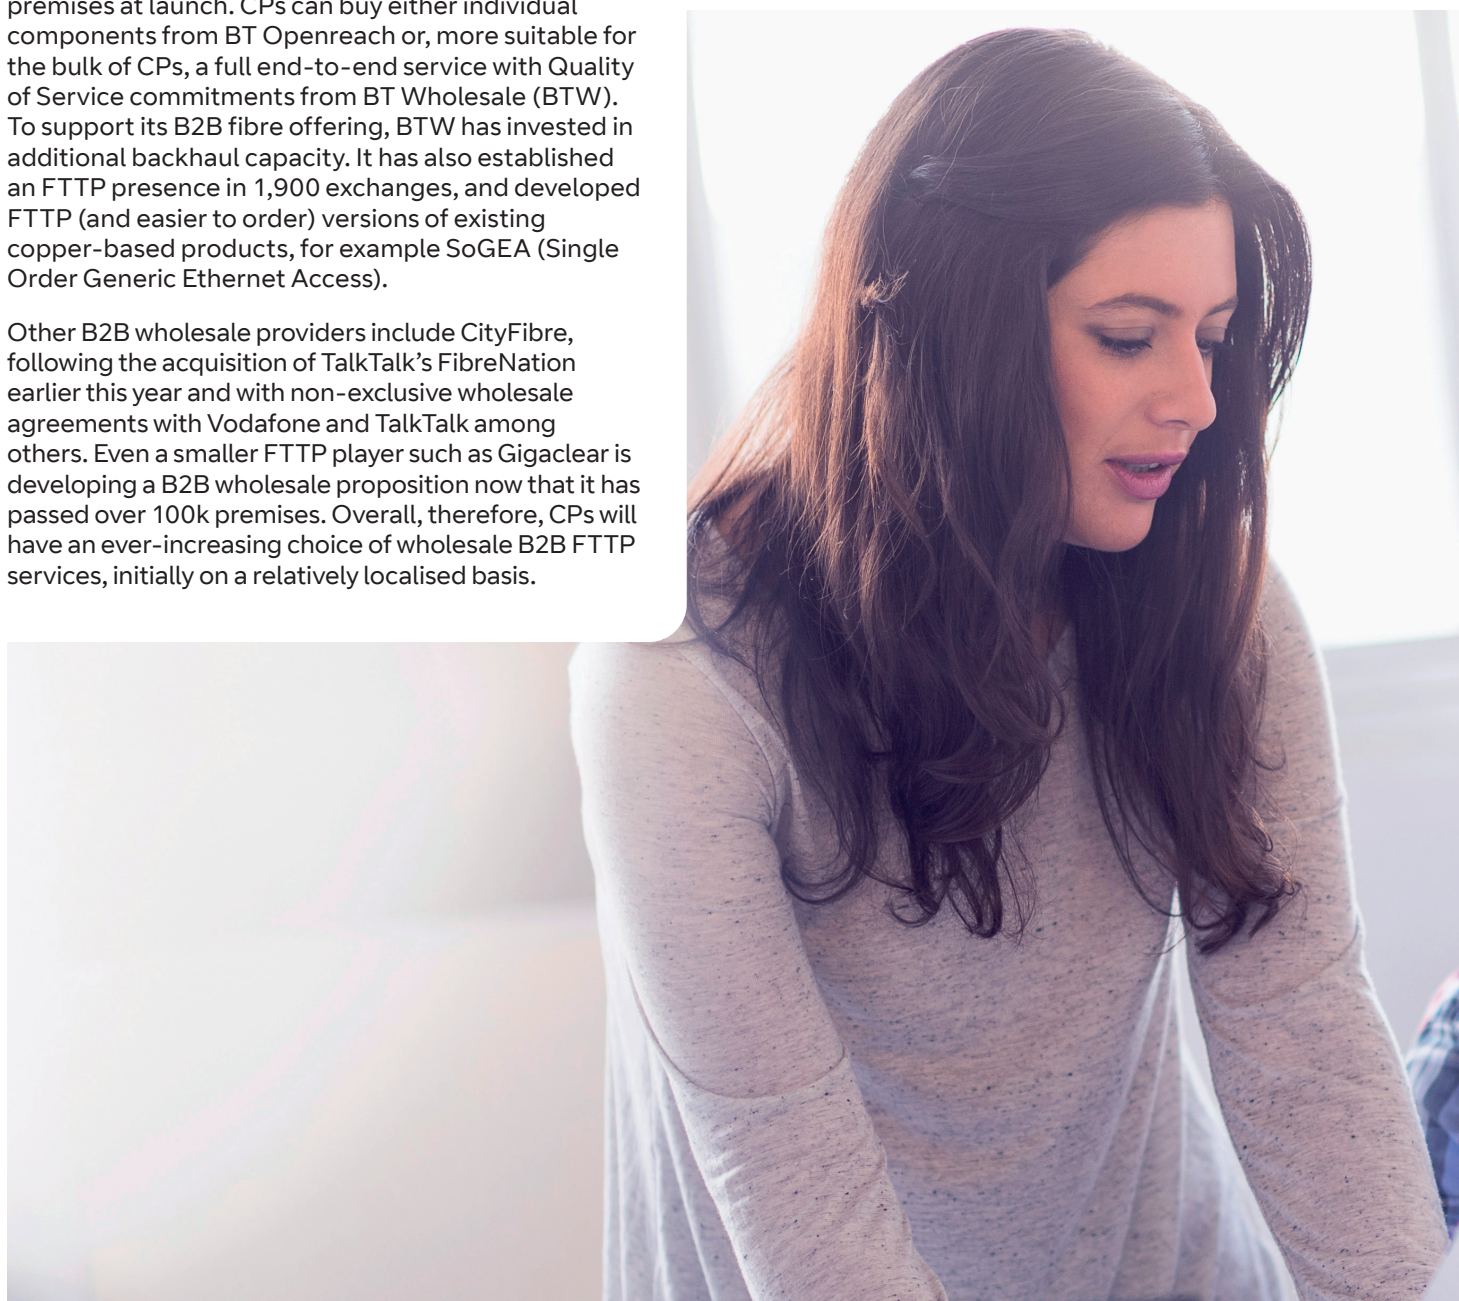 premises at launch. CPs can buy either individual
components from BT Openreach or, more suitable for
the bulk of CPs, a full end-to-end service with Quality
of Service commitments from BT Wholesale (BTW).
To support its B2B fibre offering, BTW has invested in
additional backhaul capacity. It has also established
an FTTP presence in 1,900 exchanges, and developed
FTTP (and easier to order) versions of existing
copper-based products, for example SoGEA (Single
Order Generic Ethernet Access).
Other B2B wholesale providers include CityFibre,
following the acquisition of TalkTalk’s FibreNation
earlier this year and with non-exclusive wholesale
agreements with Vodafone and TalkTalk among
others. Even a smaller FTTP player such as Gigaclear is
developing a B2B wholesale proposition now that it has
passed over 100k premises. Overall, therefore, CPs will
have an ever-increasing choice of wholesale B2B FTTP
services, initially on a relatively localised basis.